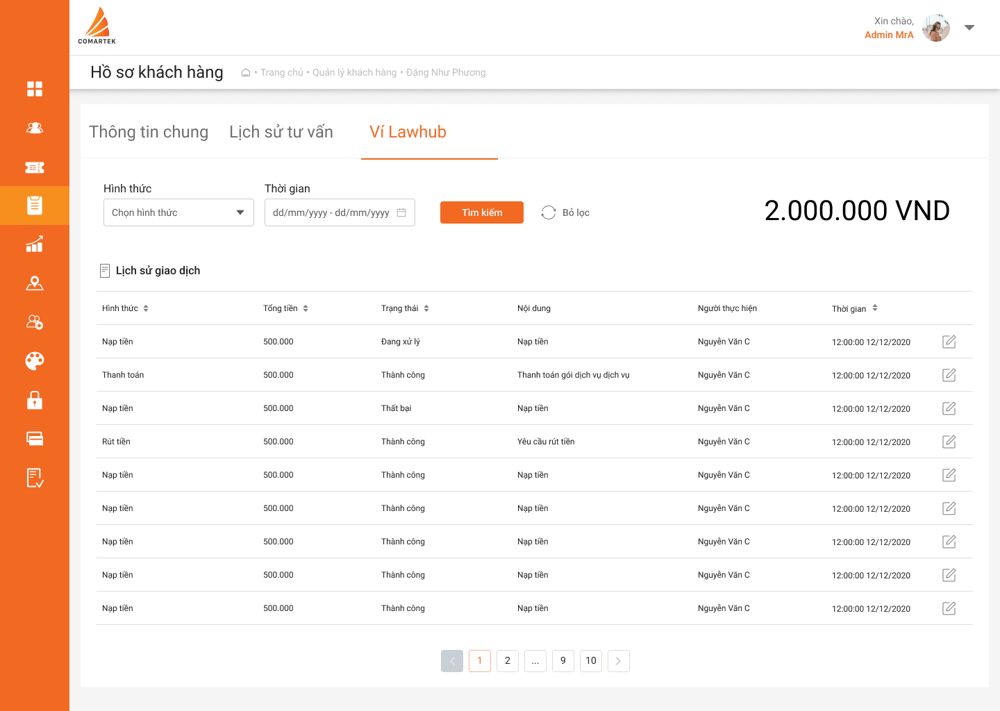 COMARTEK
Xin chào,
Admin MrA
Hồ sơ khách hàng
• Trang chủ • Quản lý khách hàng • Đặng Như Phương
Thông tin chung Lịch sử tư vấn Ví Lawhub
Hình thức Thời gian
Chọn hình thức dd/mm/yyyy - dd/mm/yyyy Tìm kiếm Bỏ lọc 2.000.000 VND
Lịch sử giao dịch
Hình thức Tổng tiền Trạng thái Nội dung Người thực hiện Thời gian
Nạp tiền 500.000 Đang xử lý Nạp tiền Nguyễn Văn C 12:00:00 12/12/2020
Thanh toán 500.000 Thành công Thanh toán gói dịch vụ dịch vụ Nguyễn Văn C 12:00:00 12/12/2020
Nạp tiền 500.000 Thất bại Nạp tiền Nguyễn Văn C 12:00:00 12/12/2020
Rút tiền 500.000 Thành công Yêu cầu rút tiền Nguyễn Văn C 12:00:00 12/12/2020
Nạp tiền 500.000 Thành công Nạp tiền Nguyễn Văn C 12:00:00 12/12/2020
Nạp tiền 500.000 Thành công Nạp tiền Nguyễn Văn C 12:00:00 12/12/2020
Nạp tiền 500.000 Thành công Nạp tiền Nguyễn Văn C 12:00:00 12/12/2020
Nạp tiền 500.000 Thành công Nạp tiền Nguyễn Văn C 12:00:00 12/12/2020
Nạp tiền 500.000 Thành công Nạp tiền Nguyễn Văn C 12:00:00 12/12/2020
1 2 ... 9 10